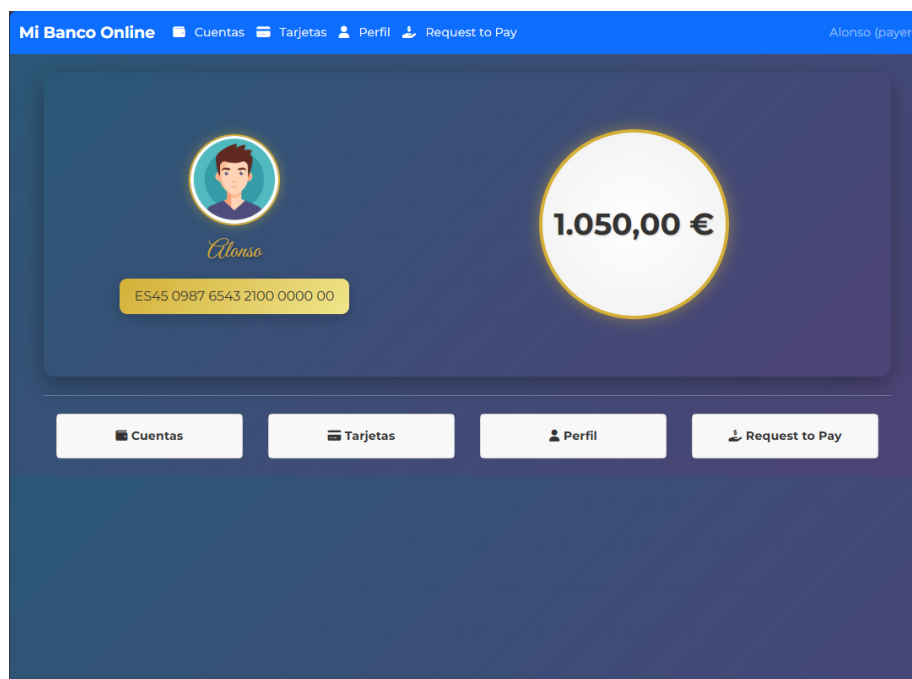 Mi Banco Online Cuentas Tarjetas Perfil Request to Pay Alonso (payer
Alonso
ES45 0987 6543 2100 0000 00
1.050,00 €
Cuentas Tarjetas Perfil Request to Pay